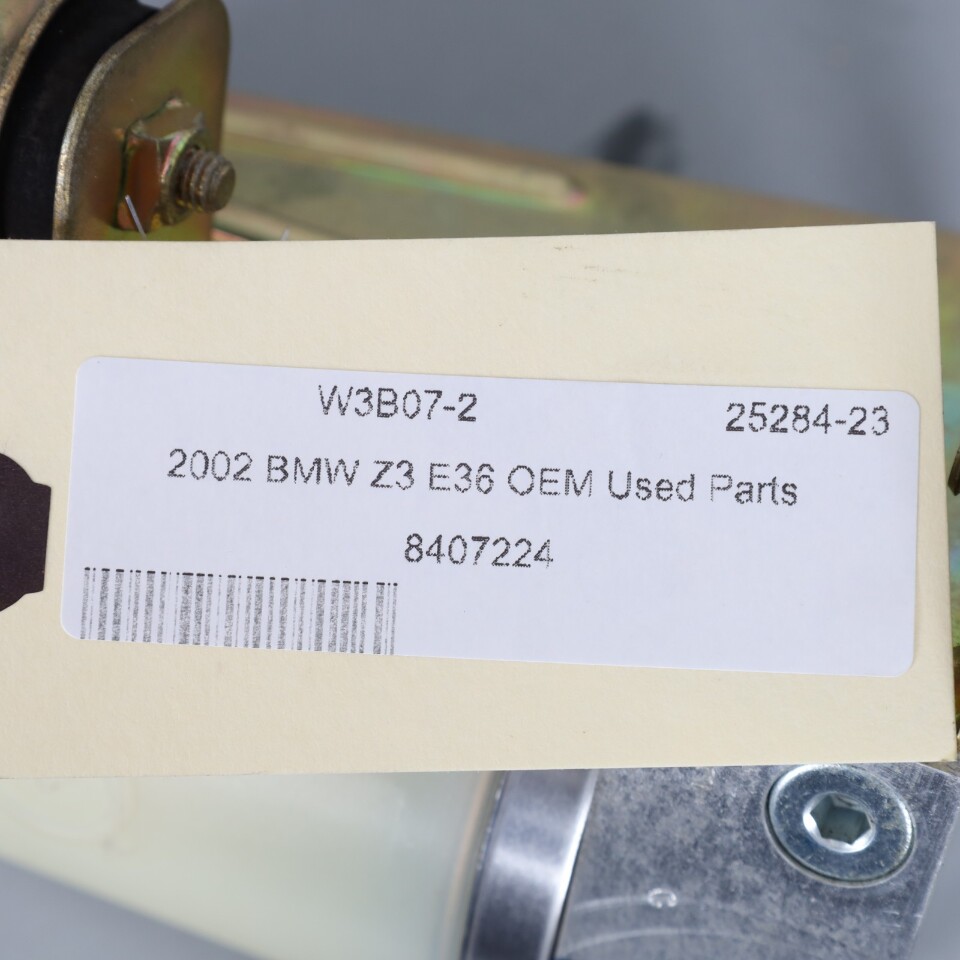 W3B07-2 25284-23
2002 BMW Z3 E36 OEM Used Parts
8407224